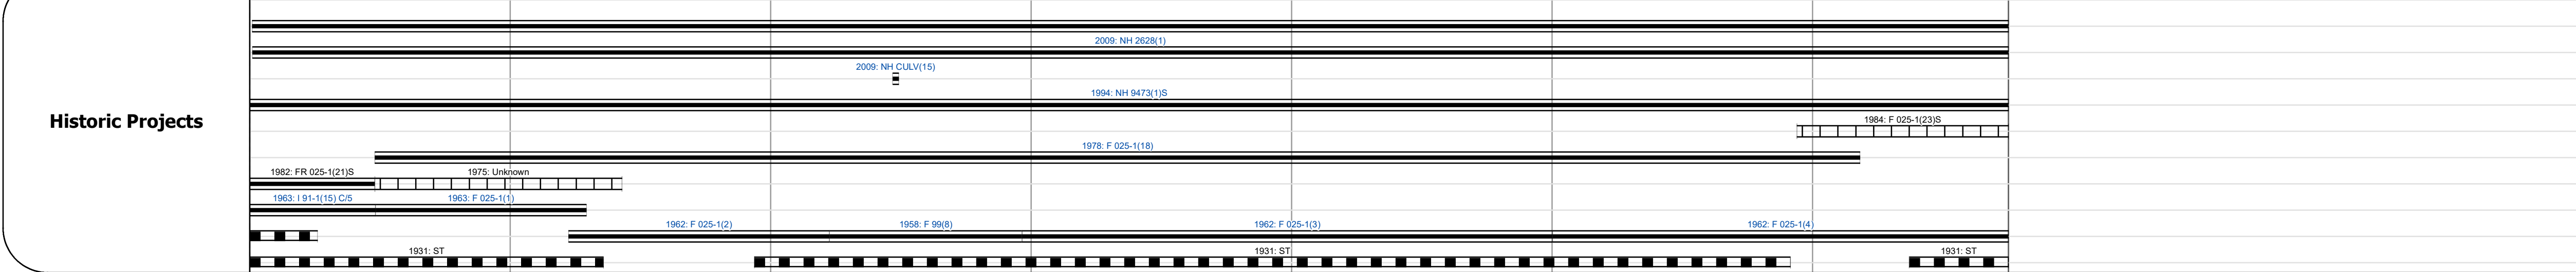 2009: NH 2628(1)
2009: NH CULV(15)
1994: NH 9473(1)S
Historic Projects
1984: F 025-1(23)S
1978: F 025-1(18)
1982: FR 025-1(21)S 1975: Unknown
1963: I 91-1(15) C/5 1963: F 025-1(1)
1962: F 025-1(2) 1958: F 99(8) 1962: F 025-1(3) 1962: F 025-1(4)
1931: ST 1931: ST 1931: ST